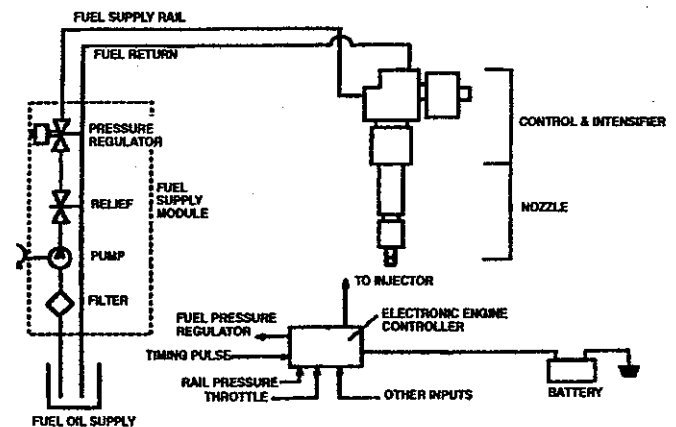 FUEL SUPPLY RAIL
FUEL RETURN
PRESSURE
REGULATOR
RELIEF
FUEL
SUPPLY
MODULE
PUMP
FILTER
FUEL OIL SUPPLY
CONTROL & INTENSIFIER
NOZZLE
TO INJECTOR
FUEL PRESSURE
REGULATOR
ELECTRONIC ENGINE
CONTROLLER
TIMING PULSE
RAIL PRESSURE
THROTTLE
OTHER INPUTS
BATTERY